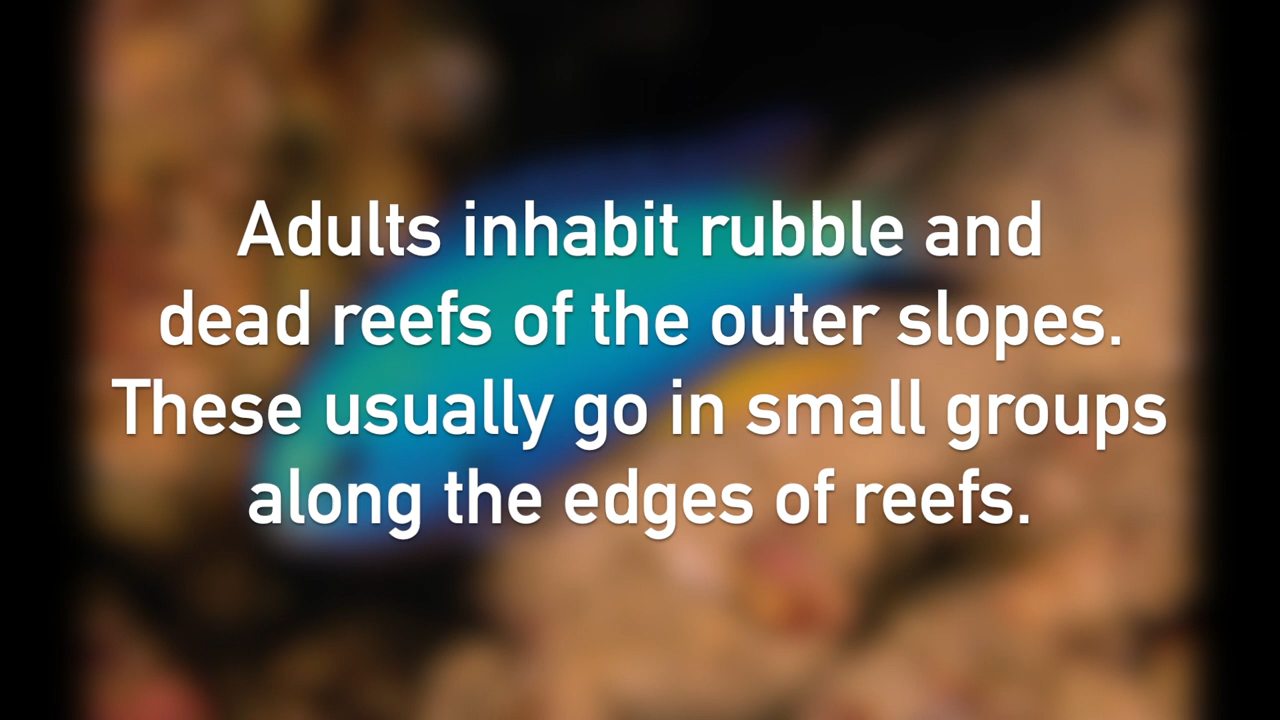 Adults inhabit rubble and
dead reefs of the outer slopes.
These usually go in small groups
along the edges of reefs.